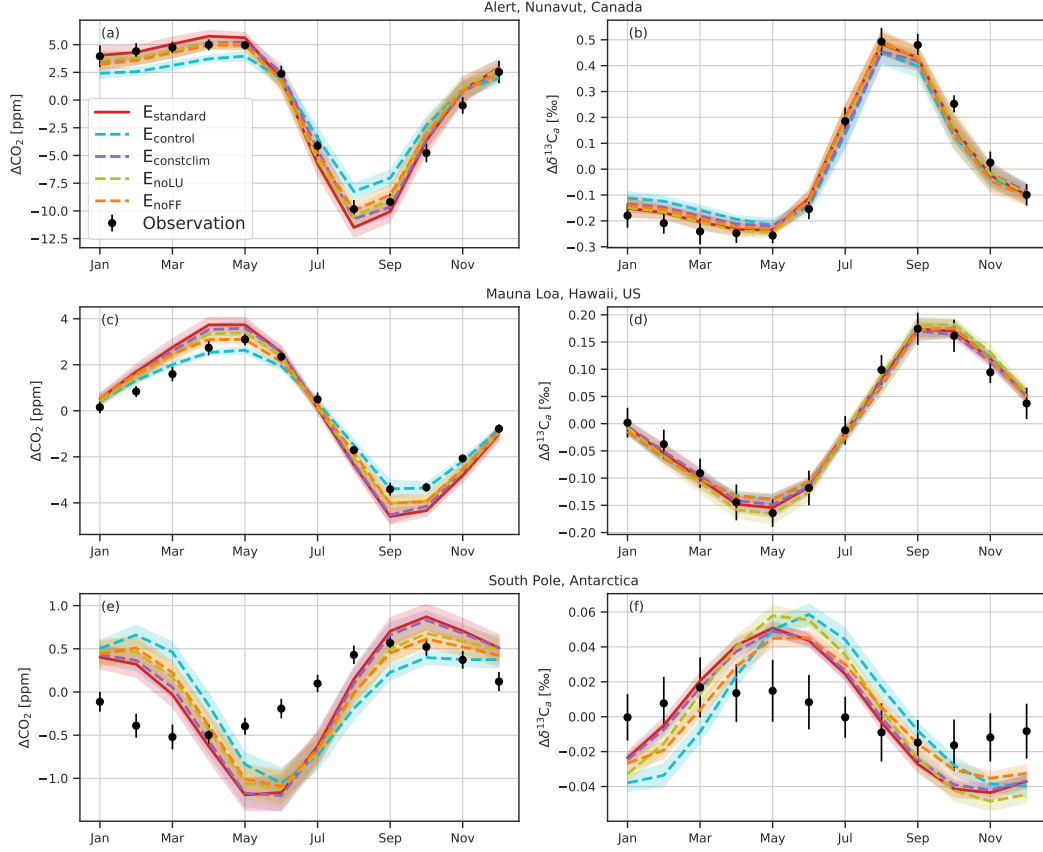 Alert, Nunavut, Canada
(a)
ΔCO₂ [ppm]
5.0
2.5
0.0
−2.5
−5.0
−7.5
−10.0
−12.5
E_standard
E_control
E_constclim
E_noLU
E_noFF
Observation
Jan Mar May Jul Sep Nov
(b)
Δδ¹³Cₐ [‰]
0.5
0.4
0.3
0.2
0.1
0.0
−0.1
−0.2
−0.3
Jan Mar May Jul Sep Nov
Mauna Loa, Hawaii, US
(c)
ΔCO₂ [ppm]
4
2
0
−2
−4
Jan Mar May Jul Sep Nov
(d)
Δδ¹³Cₐ [‰]
0.20
0.15
0.10
0.05
0.00
−0.05
−0.10
−0.15
−0.20
Jan Mar May Jul Sep Nov
South Pole, Antarctica
(e)
ΔCO₂ [ppm]
1.0
0.5
0.0
−0.5
−1.0
Jan Mar May Jul Sep Nov
(f)
Δδ¹³Cₐ [‰]
0.06
0.04
0.02
0.00
−0.02
−0.04
Jan Mar May Jul Sep Nov